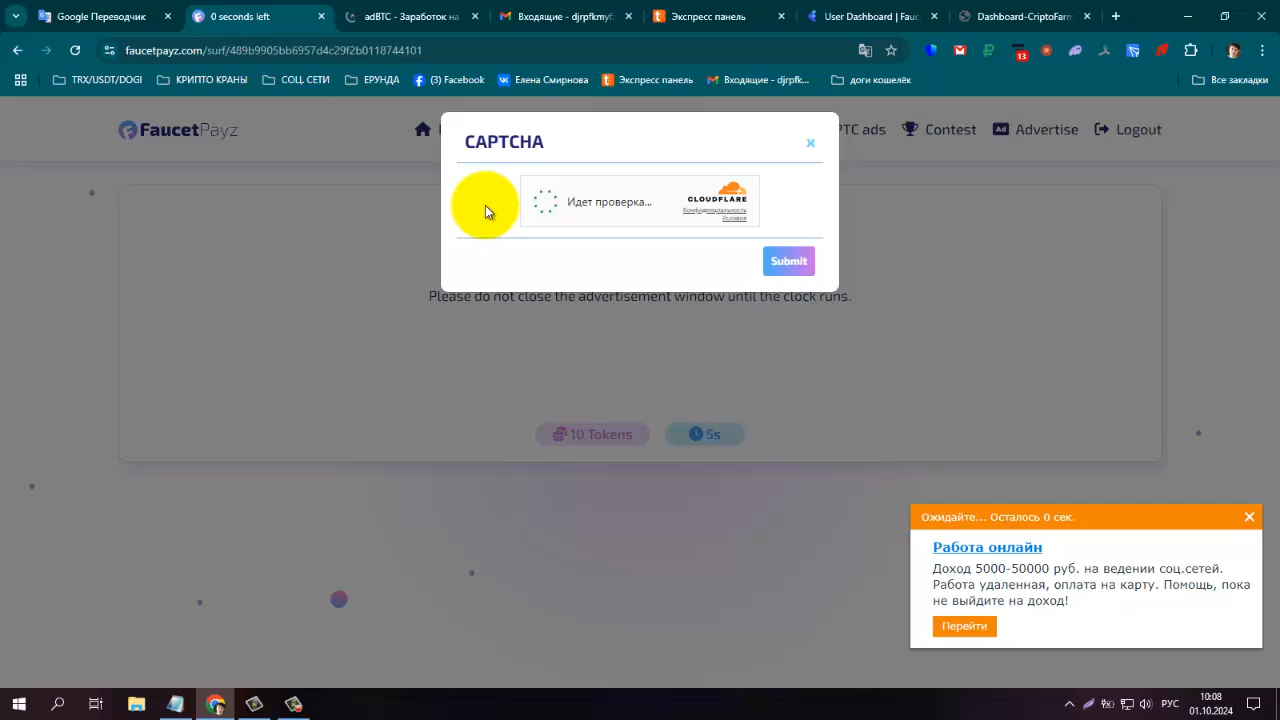 Google Переводчик
0 seconds left
adBTC - Заработок на
Входящие - djrpfkmyf
Экспресс панель
User Dashboard | Fauc
Dashboard-CriptoFarm
faucetpayz.com/surf/489b9905bb6957d4c29f2b0118744101
13
TRX/USDT/DOGI
КРИПТО КРАНЫ
СОЦ. СЕТИ
ЕРУНДА
(3) Facebook
Елена Смирнова
Экспресс панель
Входящие - djrpfk...
доги кошелёк
Все закладки
FaucetPayz
PTC ads
Contest
Ad Advertise
Logout
CAPTCHA
x
Идет проверка...
CLOUDFLARE
Конфиденциальность
Условия
Submit
Please do not close the advertisement window until the clock runs.
10 Tokens
5s
Ожидайте... Осталось 0 сек.
Работа онлайн
Доход 5000-50000 руб. на ведении соц.сетей.
Работа удаленная, оплата на карту. Помощь, пока
не выйдите на доход!
Перейти
РУС
10:08
01.10.2024